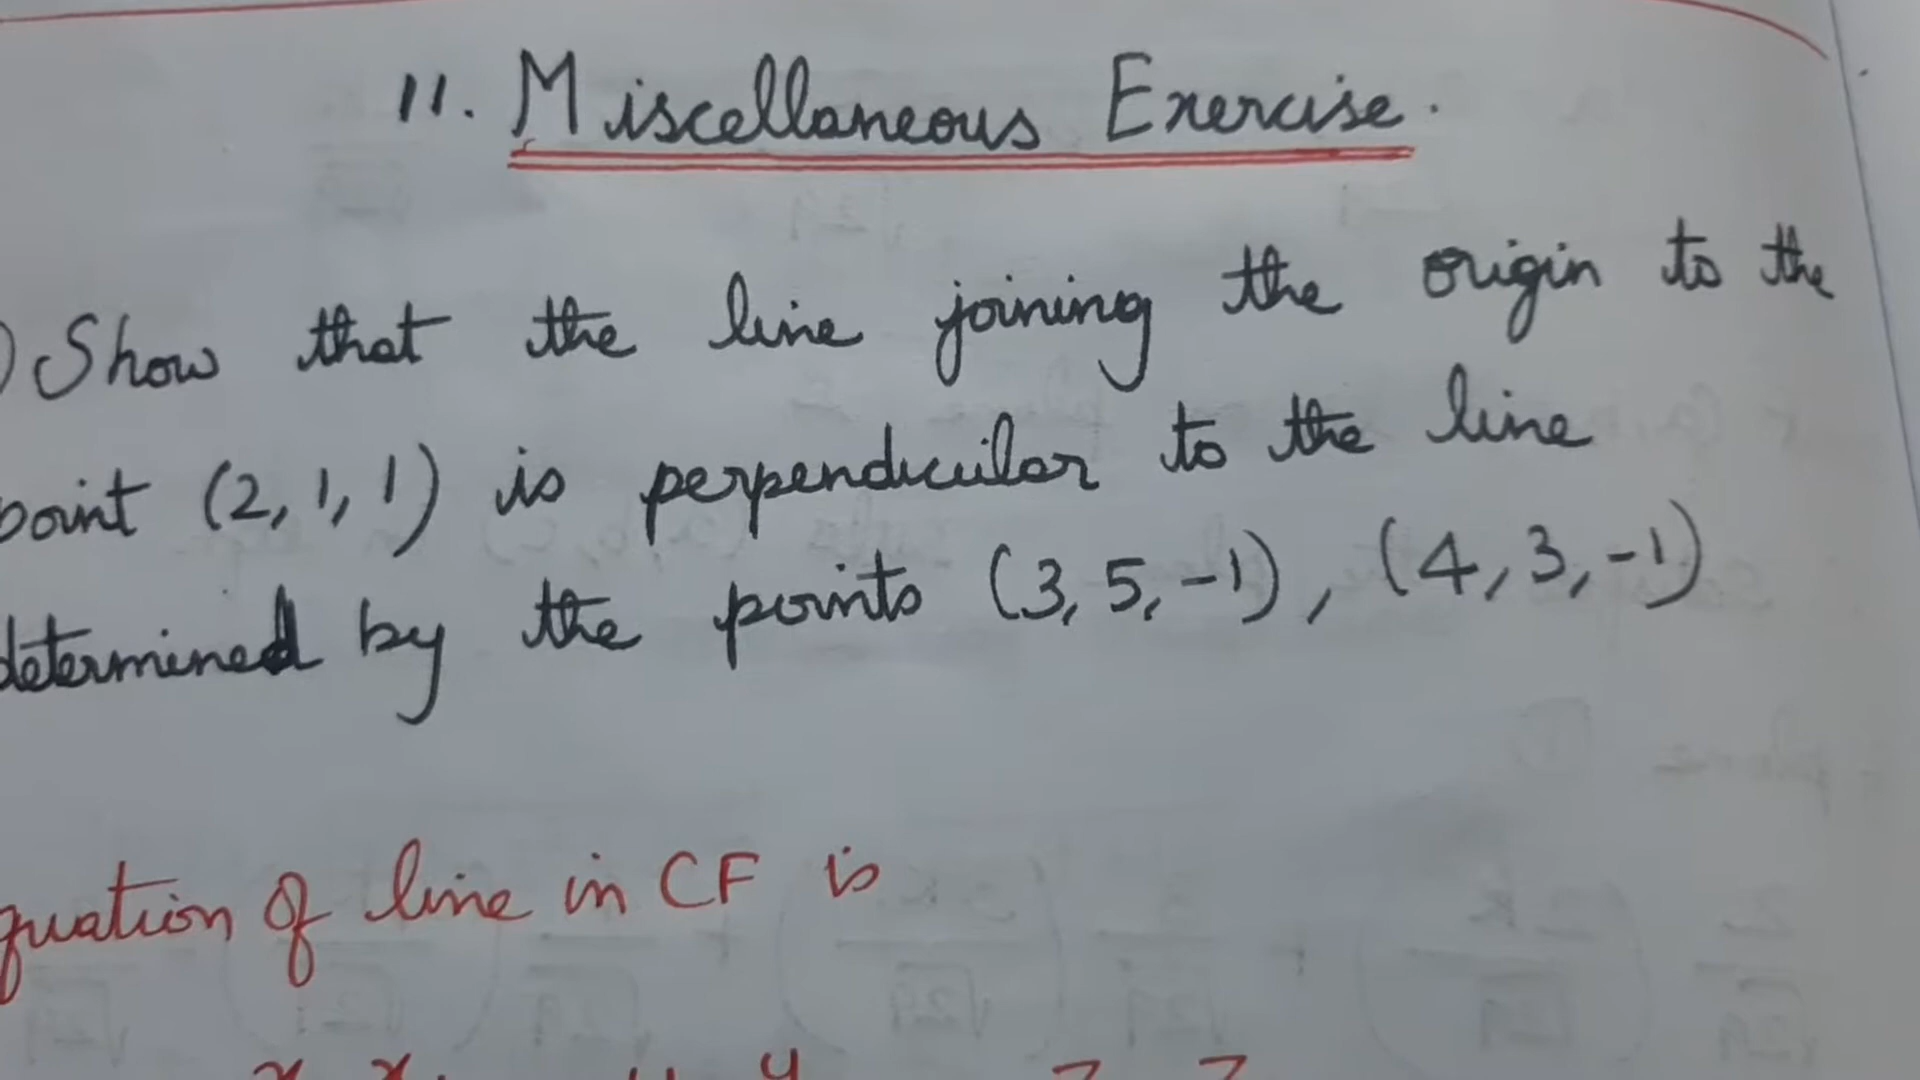 11. Miscellaneous Exercise.
) Show that the line joining the origin to the
point (2, 1, 1) is perpendicular to the line
determined by the points (3, 5, -1), (4, 3, -1)
quation of line in CF is